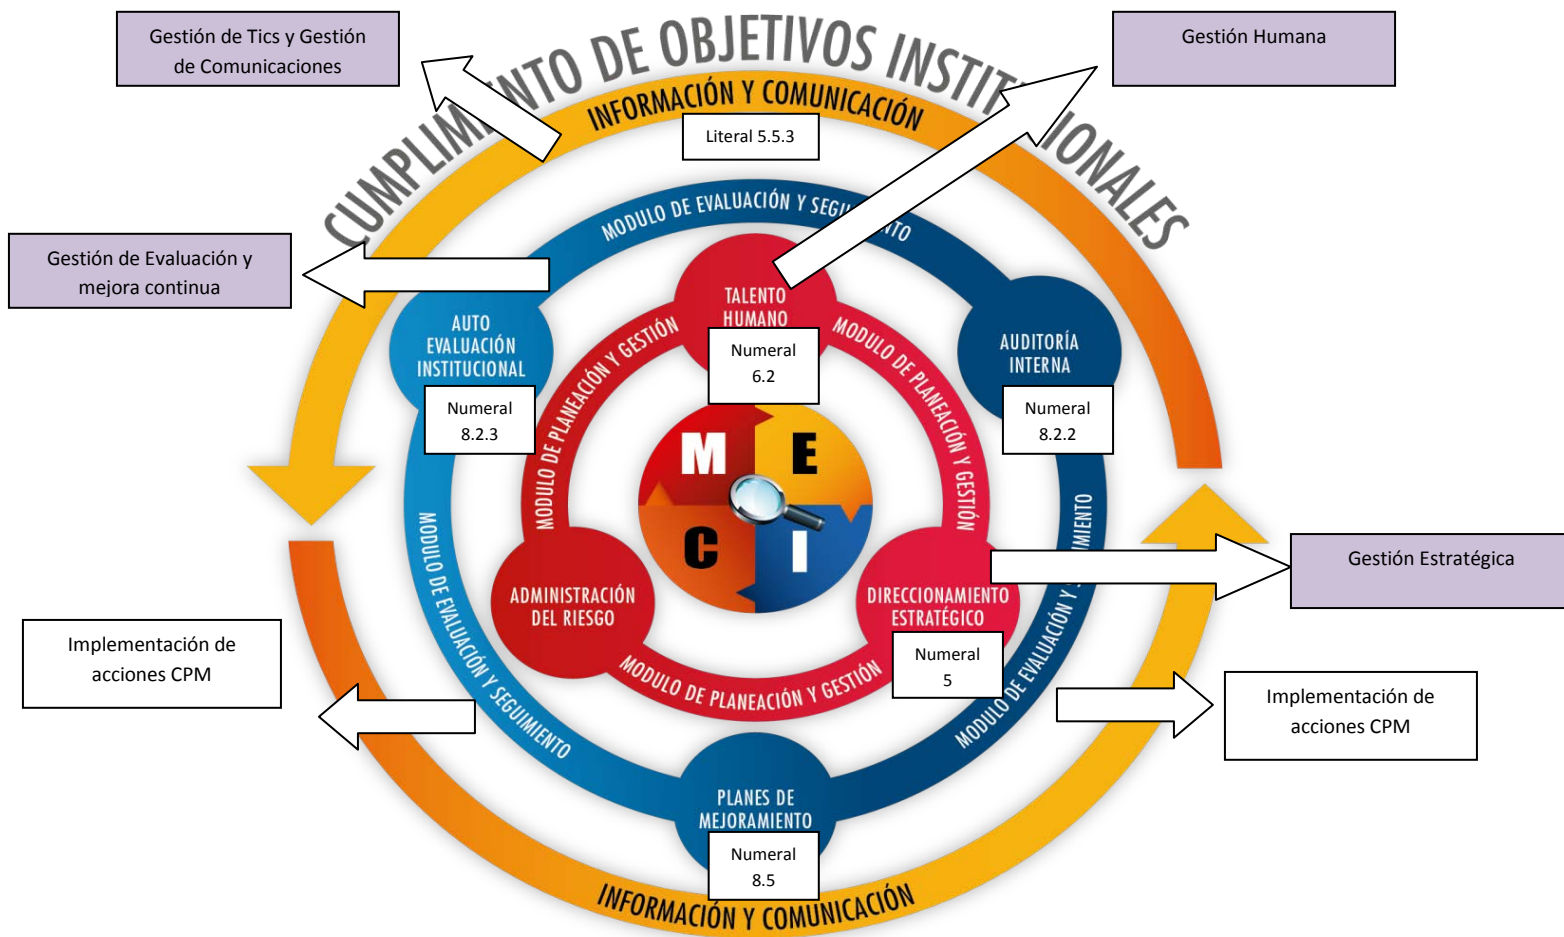 Gestión de Tics y Gestión
de Comunicaciones
Gestión Humana
CUMPLIMIENTO DE OBJETIVOS INSTIT IONALES
INFORMACIÓN Y COMUNICACIÓN
Literal 5.5.3
MODULO DE EVALUACIÓN Y SEGUIMIENTO
Gestión de Evaluación y
mejora continua
TALENTO
HUMANO
Numeral
6.2
AUTO
EVALUACIÓN
INSTITUCIONAL
Numeral
8.2.3
AUDITORÍA
INTERNA
Numeral
8.2.2
MODULO DE PLANEACIÓN Y GESTIÓN
MODULO DE PLANEACIÓN Y GESTIÓN
M E
C I
MODULO DE EVALUACIÓN Y SEGUIMIENTO
MODULO DE EVALUACIÓN Y S UIMIENTO
ADMINISTRACIÓN
DEL RIESGO
DIRECCIONAMIENTO
ESTRATÉGICO
Numeral
5
Gestión Estratégica
MODULO DE PLANEACIÓN Y GESTIÓN
Implementación de
acciones CPM
Implementación de
acciones CPM
PLANES DE
MEJORAMIENTO
Numeral
8.5
INFORMACIÓN Y COMUNICACIÓN